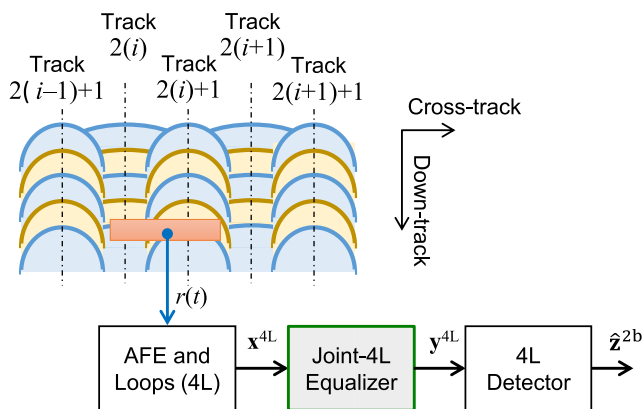 Track
2(i)
Track
2(i+1)
Track
2( i–1)+1
Track
2(i)+1
Track
2(i+1)+1
Cross-track
Down-track
r(t)
AFE and
Loops (4L)
x^4L
Joint-4L
Equalizer
y^4L
4L
Detector
ẑ^2b